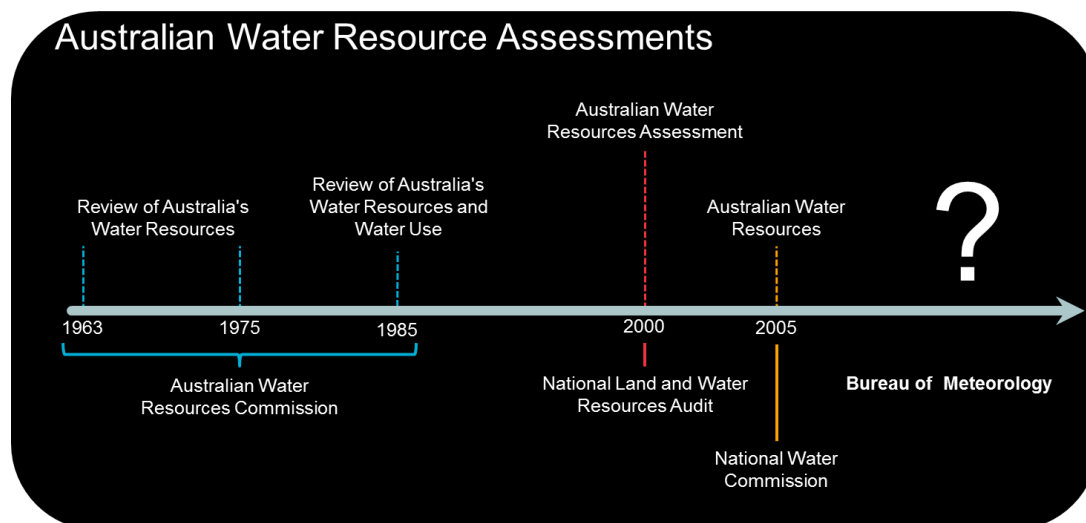 Australian Water Resource Assessments
Australian Water
Resources Assessment
Review of Australia's
Water Resources
Review of Australia's
Water Resources and
Water Use
Australian Water
Resources
?
1963
1975
1985
2000
2005
Australian Water
Resources Commission
National Land and Water
Resources Audit
Bureau of Meteorology
National Water
Commission